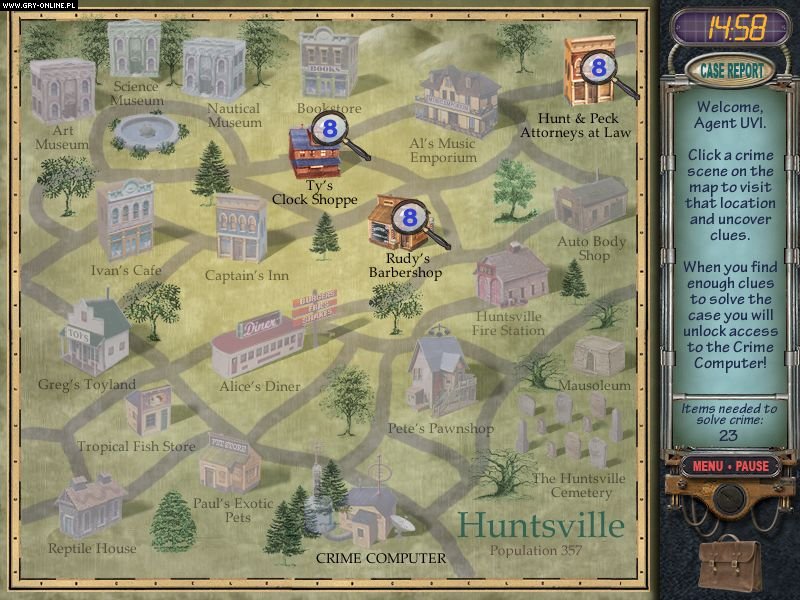 WWW.GRY-ONLINE.PL
14:58
CASE REPORT
Welcome,
Agent UVI.
Click a crime
scene on the
map to visit
that location
and uncover
clues.
When you find
enough clues
to solve the
case you will
unlock access
to the Crime
Computer!
Items needed to
solve crime:
23
MENU • PAUSE
Science
Museum
Nautical
Museum
Art
Museum
BOOKS
Bookstore
MUSIC EMPORIUM
Al's Music
Emporium
8
Hunt & Peck
Attorneys at Law
8
Ty's
Clock Shoppe
8
Rudy's
Barbershop
Ivan's Cafe
Captain's Inn
Auto Body
Shop
Huntsville
Fire Station
TOYS
Greg's Toyland
Diner
BURGERS
FRIES
SHAKES
Alice's Diner
Mausoleum
Pete's Pawnshop
Tropical Fish Store
PET STORE
Paul's Exotic
Pets
The Huntsville
Cemetery
Reptile House
CRIME COMPUTER
Huntsville
Population 357